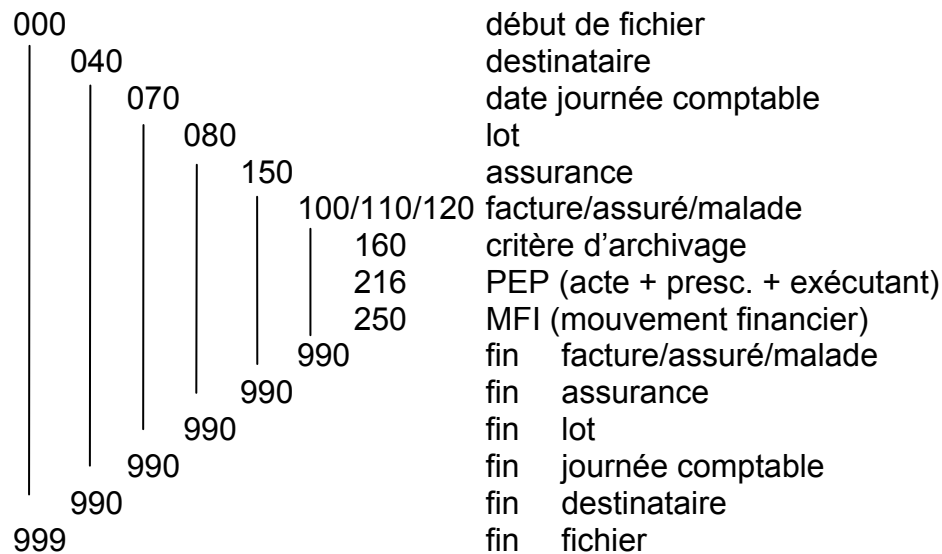 000 début de fichier
040 destinataire
070 date journée comptable
080 lot
150 assurance
100/110/120 facture/assuré/malade
160 critère d’archivage
216 PEP (acte + presc. + exécutant)
250 MFI (mouvement financier)
990 fin facture/assuré/malade
990 fin assurance
990 fin lot
990 fin journée comptable
990 fin destinataire
999 fin fichier